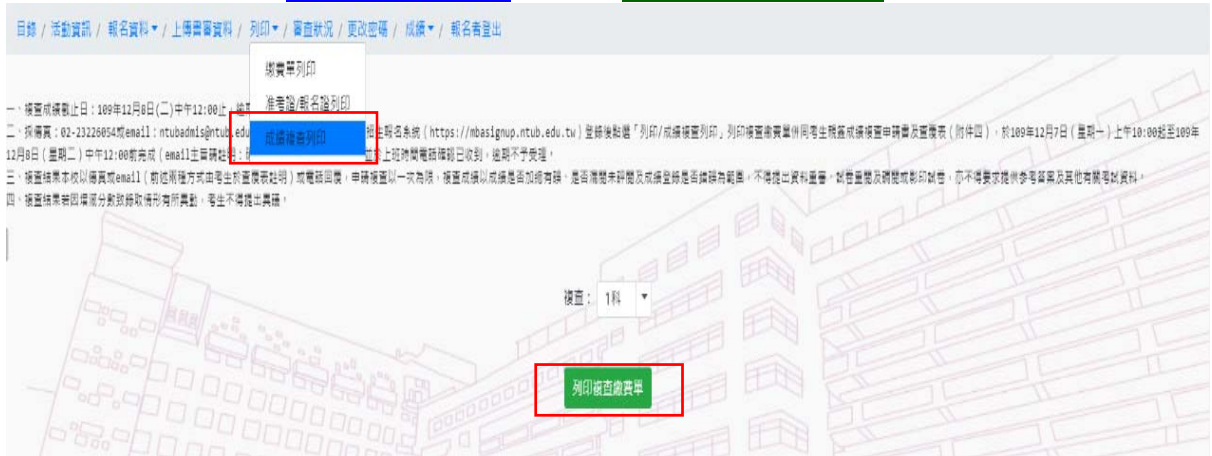 目錄 / 活動資訊 / 報名資料▼ / 上傳書審資料 / 列印▼ / 審查狀況 / 更改密碼 / 成績▼ / 報名者登出
繳費單列印
准考證/報名證列印
成績複查列印
一、複查成績截止日：109年12月8日(二)中午12:00止，逾
二、採傳真：02-23226054或email：ntubadmis@ntub.edu 班生報名系統(https://mbasignup.ntub.edu.tw)登錄後點選「列印/成績複查列印」列印複查繳費單併同考生親簽成績複查申請書及查覆表(附件四)，於109年12月7日(星期一)上午10:00起至109年
12月8日(星期二)中午12:00前完成(email主旨請註明： 並於上班時間電話確認已收到，逾期不予受理。
三、複查結果本校以傳真或email(前述兩種方式由考生於查覆表註明)或電話回覆，申請複查以一次為限。複查成績以成績是否加總有誤、是否漏閱未評閱及成績登錄是否錯誤為範圍，不得提出資料重審、試卷重閱及調閱或影印試卷，亦不得要求提供參考答案及其他有關考試資料。
四、複查結果若因增減分數致錄取情形有所異動，考生不得提出異議。
複查： 1科 ▼
列印複查繳費單